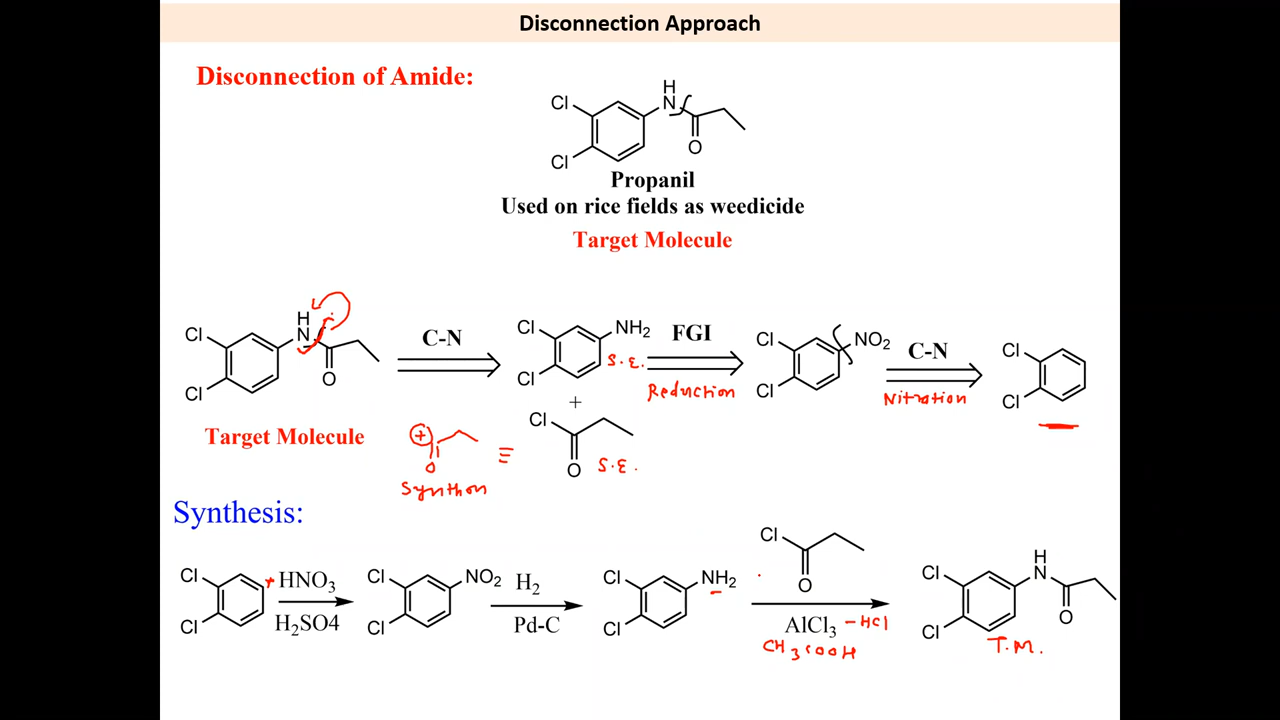 Disconnection Approach
Disconnection of Amide:
H
Cl
N
Cl
O
Propanil
Used on rice fields as weedicide
Target Molecule
H
Cl
N
Cl
O
Target Molecule
C-N
Cl
NH2
Cl
S.E.
+
Cl
O
S.E.
+
O
Synthon
≡
FGI
Reduction
Cl
NO2
Cl
C-N
Nitration
Cl
Cl
Synthesis:
Cl
Cl
+ HNO3
H2SO4
Cl
NO2
Cl
H2
Pd-C
Cl
NH2
Cl
Cl
O
AlCl3 -HCl
CH3COOH
H
Cl
N
Cl
O
T.M.